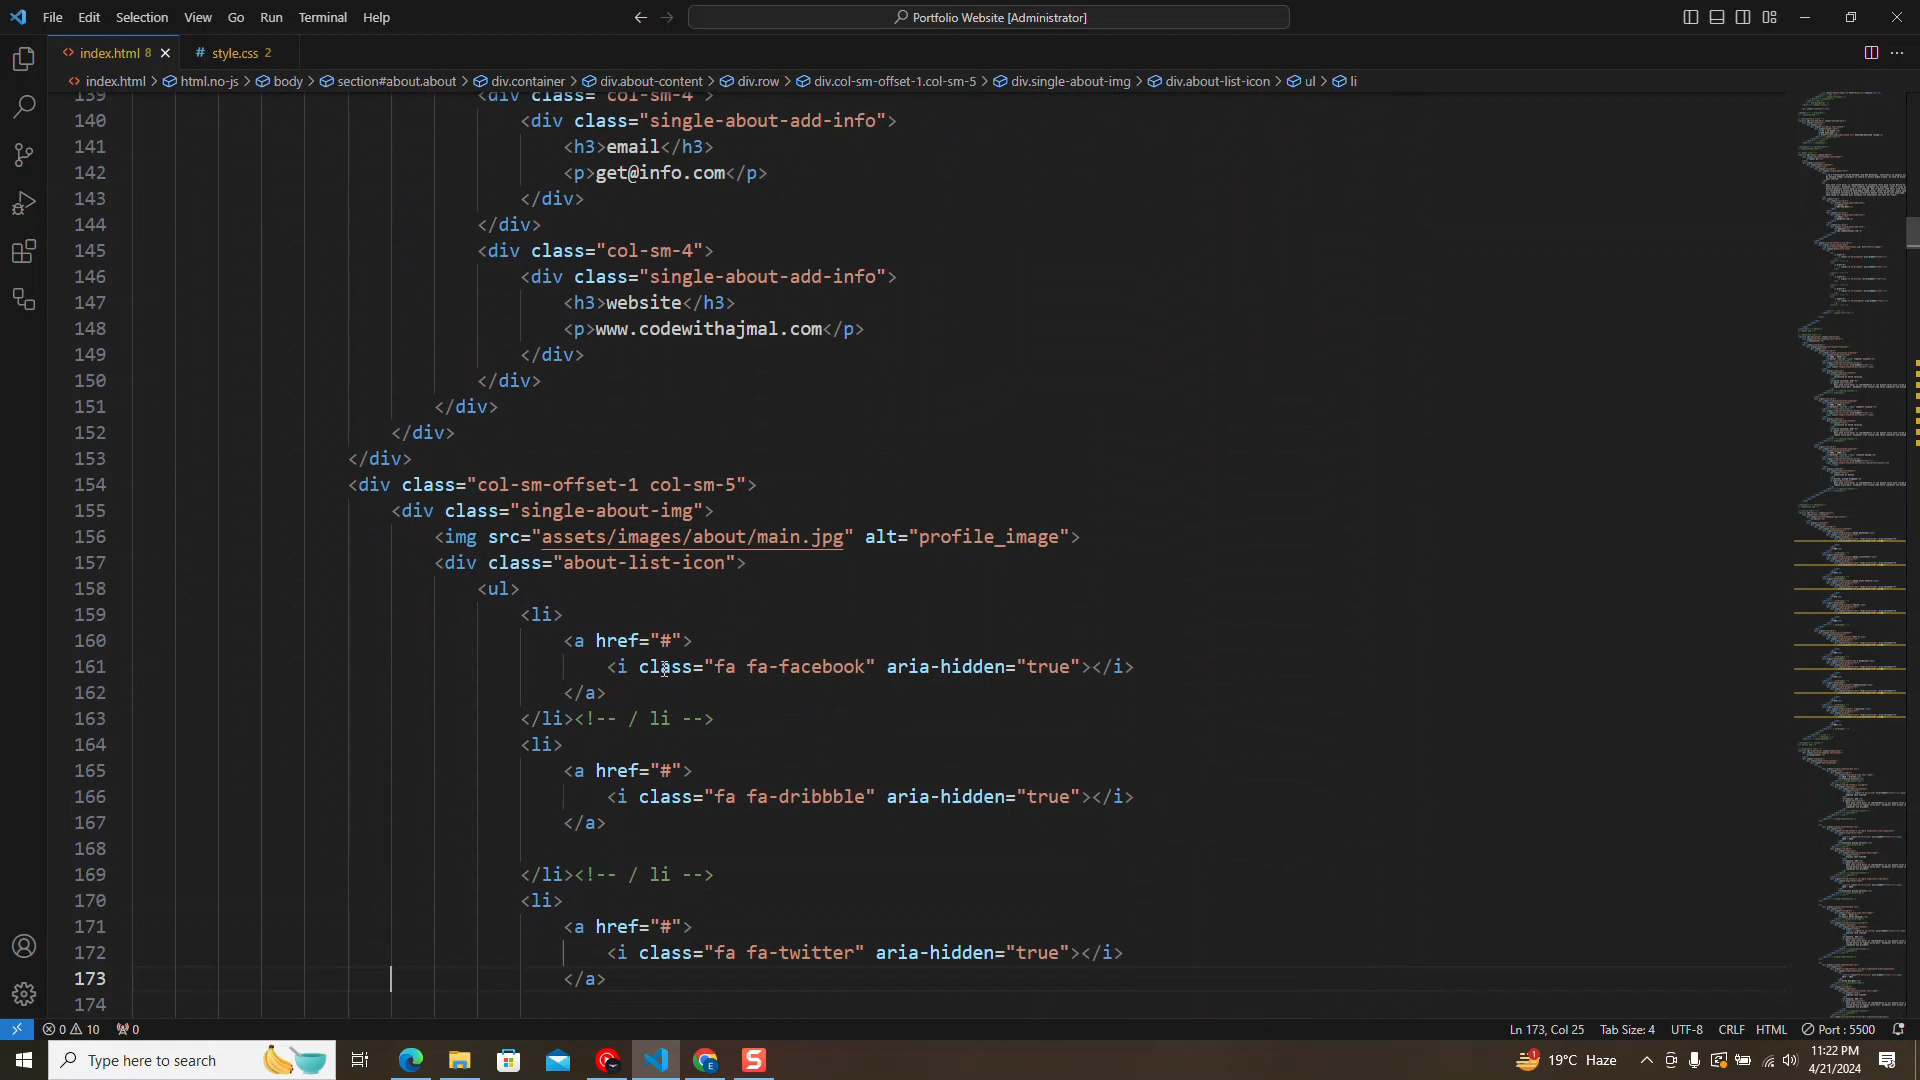 File Edit Selection View Go Run Terminal Help
Portfolio Website [Administrator]
index.html 8
# style.css 2
index.html > html.no-js > body > section#about.about > div.container > div.about-content > div.row > div.col-sm-offset-1.col-sm-5 > div.single-about-img > div.about-list-icon > ul > li
139 <div class="col-sm-4">
140 <div class="single-about-add-info">
141 <h3>email</h3>
142 <p>get@info.com</p>
143 </div>
144 </div>
145 <div class="col-sm-4">
146 <div class="single-about-add-info">
147 <h3>website</h3>
148 <p>www.codewithajmal.com</p>
149 </div>
150 </div>
151 </div>
152 </div>
153 </div>
154 <div class="col-sm-offset-1 col-sm-5">
155 <div class="single-about-img">
156 <img src="assets/images/about/main.jpg" alt="profile_image">
157 <div class="about-list-icon">
158 <ul>
159 <li>
160 <a href="#">
161 <i class="fa fa-facebook" aria-hidden="true"></i>
162 </a>
163 </li><!-- / li -->
164 <li>
165 <a href="#">
166 <i class="fa fa-dribbble" aria-hidden="true"></i>
167 </a>
168
169 </li><!-- / li -->
170 <li>
171 <a href="#">
172 <i class="fa fa-twitter" aria-hidden="true"></i>
173 </a>
174
0 10 0
Ln 173, Col 25 Tab Size: 4 UTF-8 CRLF HTML Port : 5500
Type here to search
1 19°C Haze
11:22 PM
4/21/2024